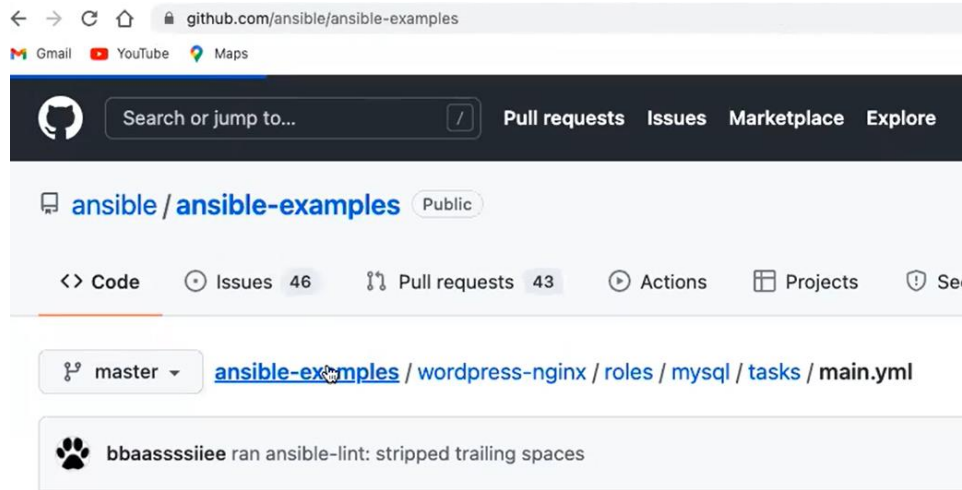 github.com/ansible/ansible-examples
Gmail YouTube Maps
Search or jump to... / Pull requests Issues Marketplace Explore
ansible / ansible-examples Public
<> Code Issues 46 Pull requests 43 Actions Projects Se
master ansible-examples / wordpress-nginx / roles / mysql / tasks / main.yml
bbaassssiiee ran ansible-lint: stripped trailing spaces